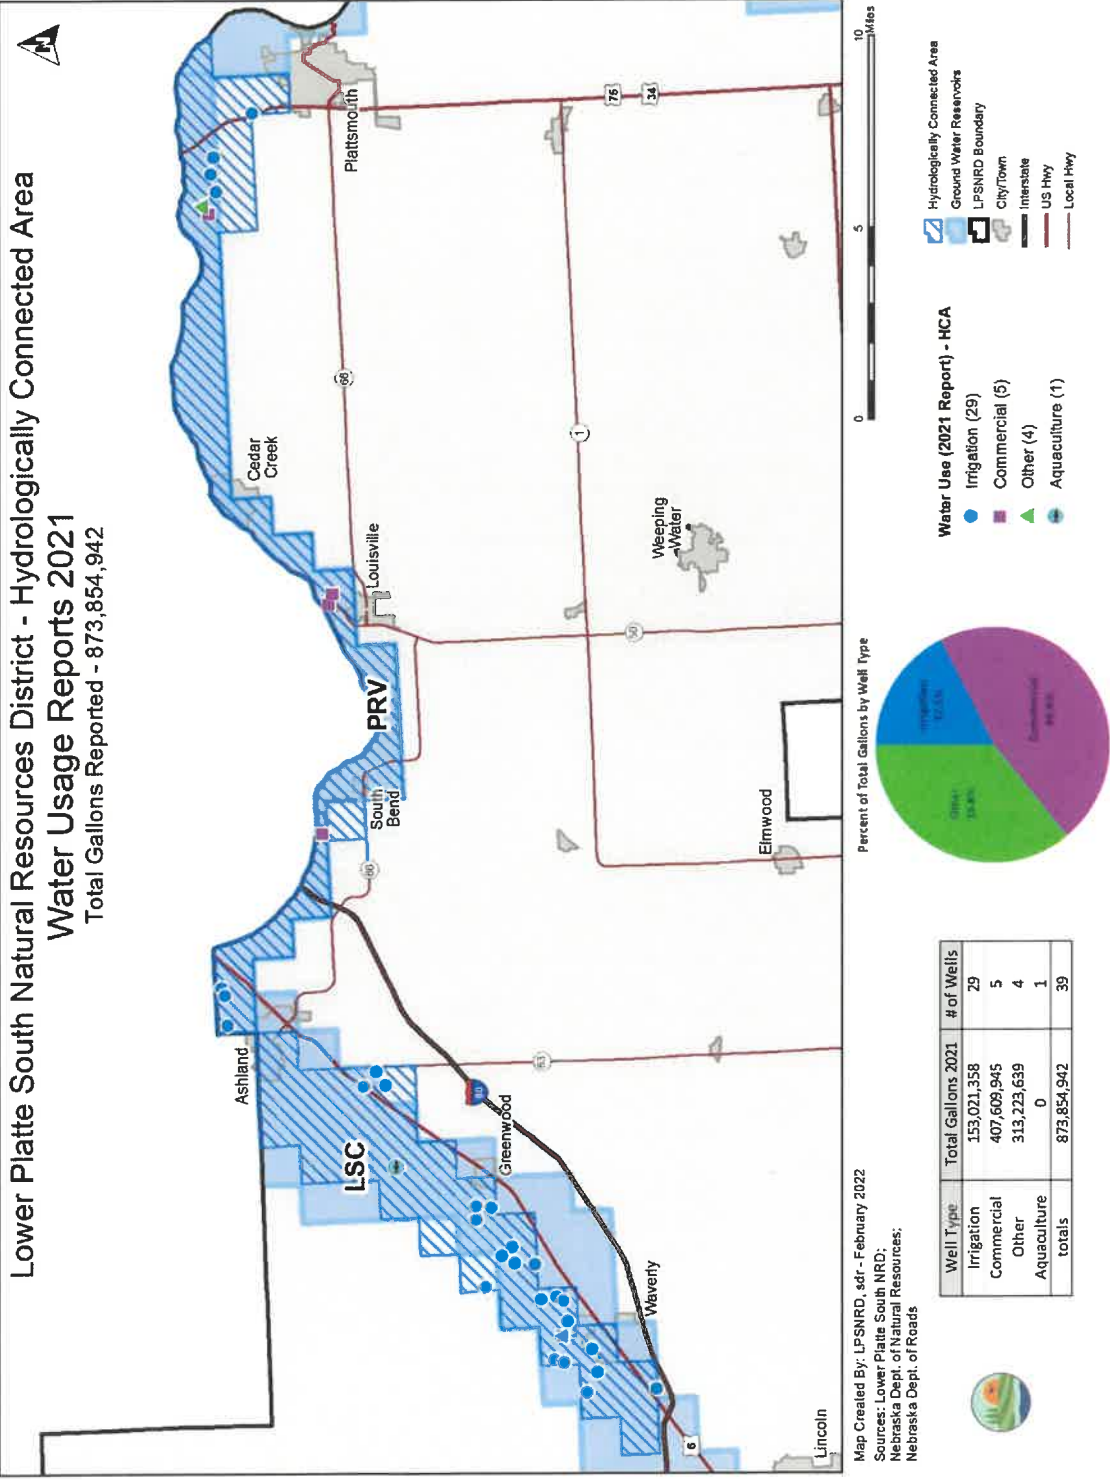 Lower Platte South Natural Resources District - Hydrologically Connected Area
Water Usage Reports 2021
Total Gallons Reported - 873,854,942
N
Plattsmouth
Cedar
Creek
66
Louisville
PRV
South
Bend
66
Ashland
LSC
Greenwood
80
63
Waverly
6
Lincoln
75
34
1
Weeping
Water
50
Elmwood
0
5
10
Miles
Map Created By: LPSNRD, sdr - February 2022
Sources: Lower Platte South NRD;
Nebraska Dept. of Natural Resources;
Nebraska Dept. of Roads
Well Type Total Gallons 2021 # of Wells
Irrigation 153,021,358 29
Commercial 407,609,945 5
Other 313,223,639 4
Aquaculture 0 1
totals 873,854,942 39
Percent of Total Gallons by Well Type
Irrigation
Commercial
Other
Water Use (2021 Report) - HCA
Irrigation (29)
Commercial (5)
Other (4)
Aquaculture (1)
Hydrologically Connected Area
Ground Water Reservoirs
LPSNRD Boundary
City/Town
Interstate
US Hwy
Local Hwy